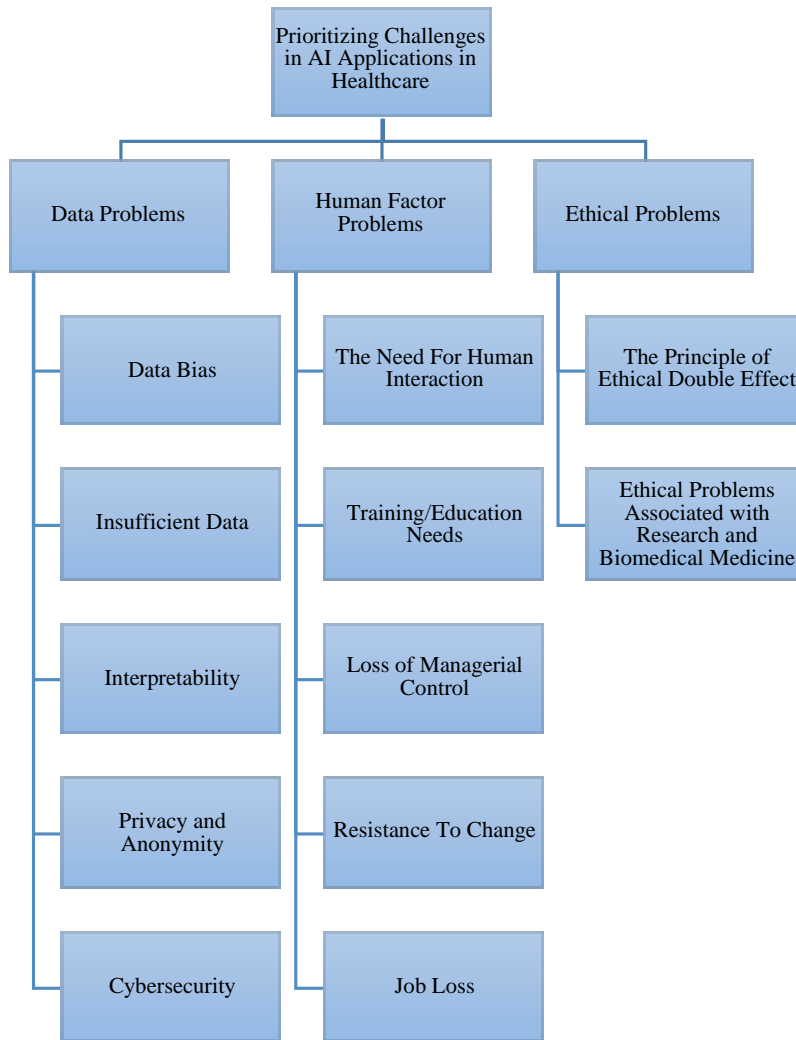 Prioritizing Challenges
in AI Applications in
Healthcare
Data Problems
Human Factor
Problems
Ethical Problems
Data Bias
The Need For Human
Interaction
The Principle of
Ethical Double Effect
Insufficient Data
Training/Education
Needs
Ethical Problems
Associated with
Research and
Biomedical Medicine
Interpretability
Loss of Managerial
Control
Privacy and
Anonymity
Resistance To Change
Cybersecurity
Job Loss